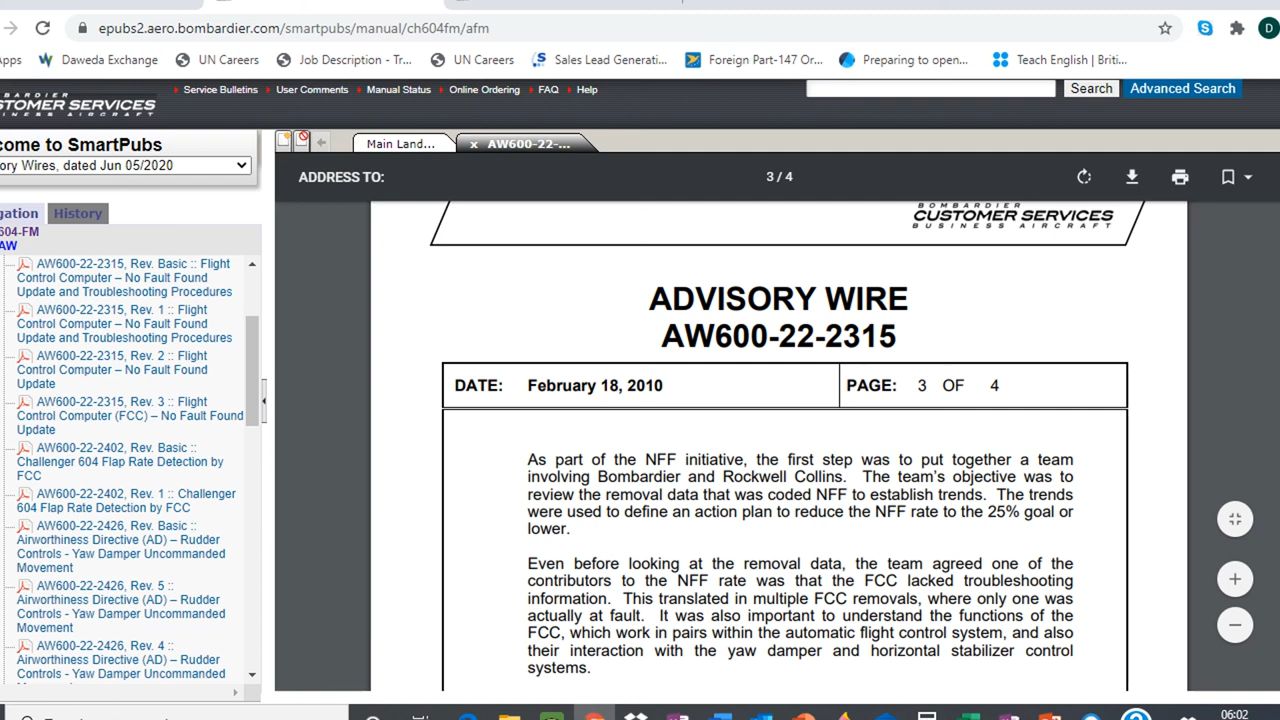 epubs2.aero.bombardier.com/smartpubs/manual/ch604fm/afm
D
Apps
Daweda Exchange
UN Careers
Job Description - Tr...
UN Careers
Sales Lead Generati...
Foreign Part-147 Or...
Preparing to open...
Teach English | Briti...
CUSTOMER SERVICES
BUSINESS AIRCRAFT
Service Bulletins
User Comments
Manual Status
Online Ordering
FAQ
Help
Search
Advanced Search
come to SmartPubs
ory Wires, dated Jun 05/2020
Main Land...
x AW600-22-...
ADDRESS TO:
3 / 4
gation
History
604-FM
AW
AW600-22-2315, Rev. Basic :: Flight
Control Computer – No Fault Found
Update and Troubleshooting Procedures
AW600-22-2315, Rev. 1 :: Flight
Control Computer – No Fault Found
Update and Troubleshooting Procedures
AW600-22-2315, Rev. 2 :: Flight
Control Computer – No Fault Found
Update
AW600-22-2315, Rev. 3 :: Flight
Control Computer (FCC) – No Fault Found
Update
AW600-22-2402, Rev. Basic ::
Challenger 604 Flap Rate Detection by
FCC
AW600-22-2402, Rev. 1 :: Challenger
604 Flap Rate Detection by FCC
AW600-22-2426, Rev. Basic ::
Airworthiness Directive (AD) – Rudder
Controls - Yaw Damper Uncommanded
Movement
AW600-22-2426, Rev. 5 ::
Airworthiness Directive (AD) – Rudder
Controls - Yaw Damper Uncommanded
Movement
AW600-22-2426, Rev. 4 ::
Airworthiness Directive (AD) – Rudder
Controls - Yaw Damper Uncommanded
BOMBARDIER
CUSTOMER SERVICES
BUSINESS AIRCRAFT
ADVISORY WIRE
AW600-22-2315
DATE: February 18, 2010
PAGE: 3 OF 4
As part of the NFF initiative, the first step was to put together a team
involving Bombardier and Rockwell Collins. The team's objective was to
review the removal data that was coded NFF to establish trends. The trends
were used to define an action plan to reduce the NFF rate to the 25% goal or
lower.
Even before looking at the removal data, the team agreed one of the
contributors to the NFF rate was that the FCC lacked troubleshooting
information. This translated in multiple FCC removals, where only one was
actually at fault. It was also important to understand the functions of the
FCC, which work in pairs within the automatic flight control system, and also
their interaction with the yaw damper and horizontal stabilizer control
systems.
06:02